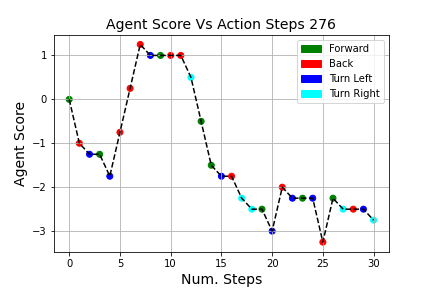 Agent Score Vs Action Steps 276
Forward
Back
Turn Left
Turn Right
1
0
−1
−2
−3
Agent Score
0 5 10 15 20 25 30
Num. Steps